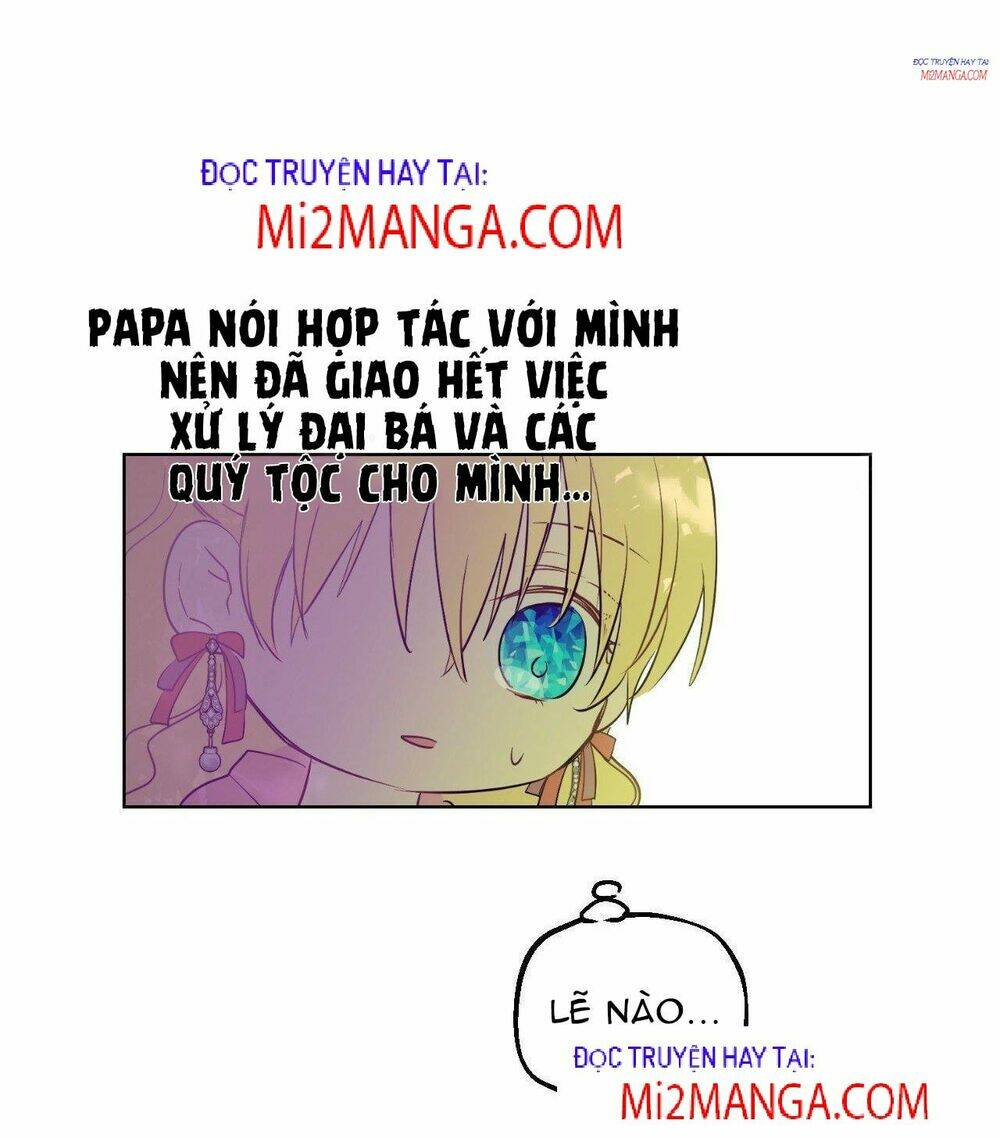 ĐỌC TRUYỆN HAY TẠI
Mi2MANGA.COM
ĐỌC TRUYỆN HAY TẠI:
Mi2MANGA.COM
PAPA NÓI HỢP TÁC VỚI MÌNH
NÊN ĐÃ GIAO HẾT VIỆC
XỬ LÝ ĐẠI BÁ VÀ CÁC
QUÝ TỘC CHO MÌNH...
LẼ NÀO...
ĐỌC TRUYỆN HAY TẠI:
Mi2MANGA.COM